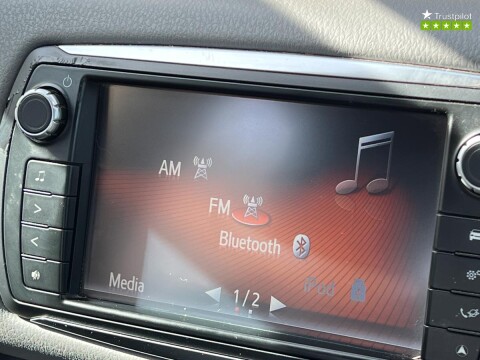 Trustpilot
AM
FM
Bluetooth
iPod
Media
1/2